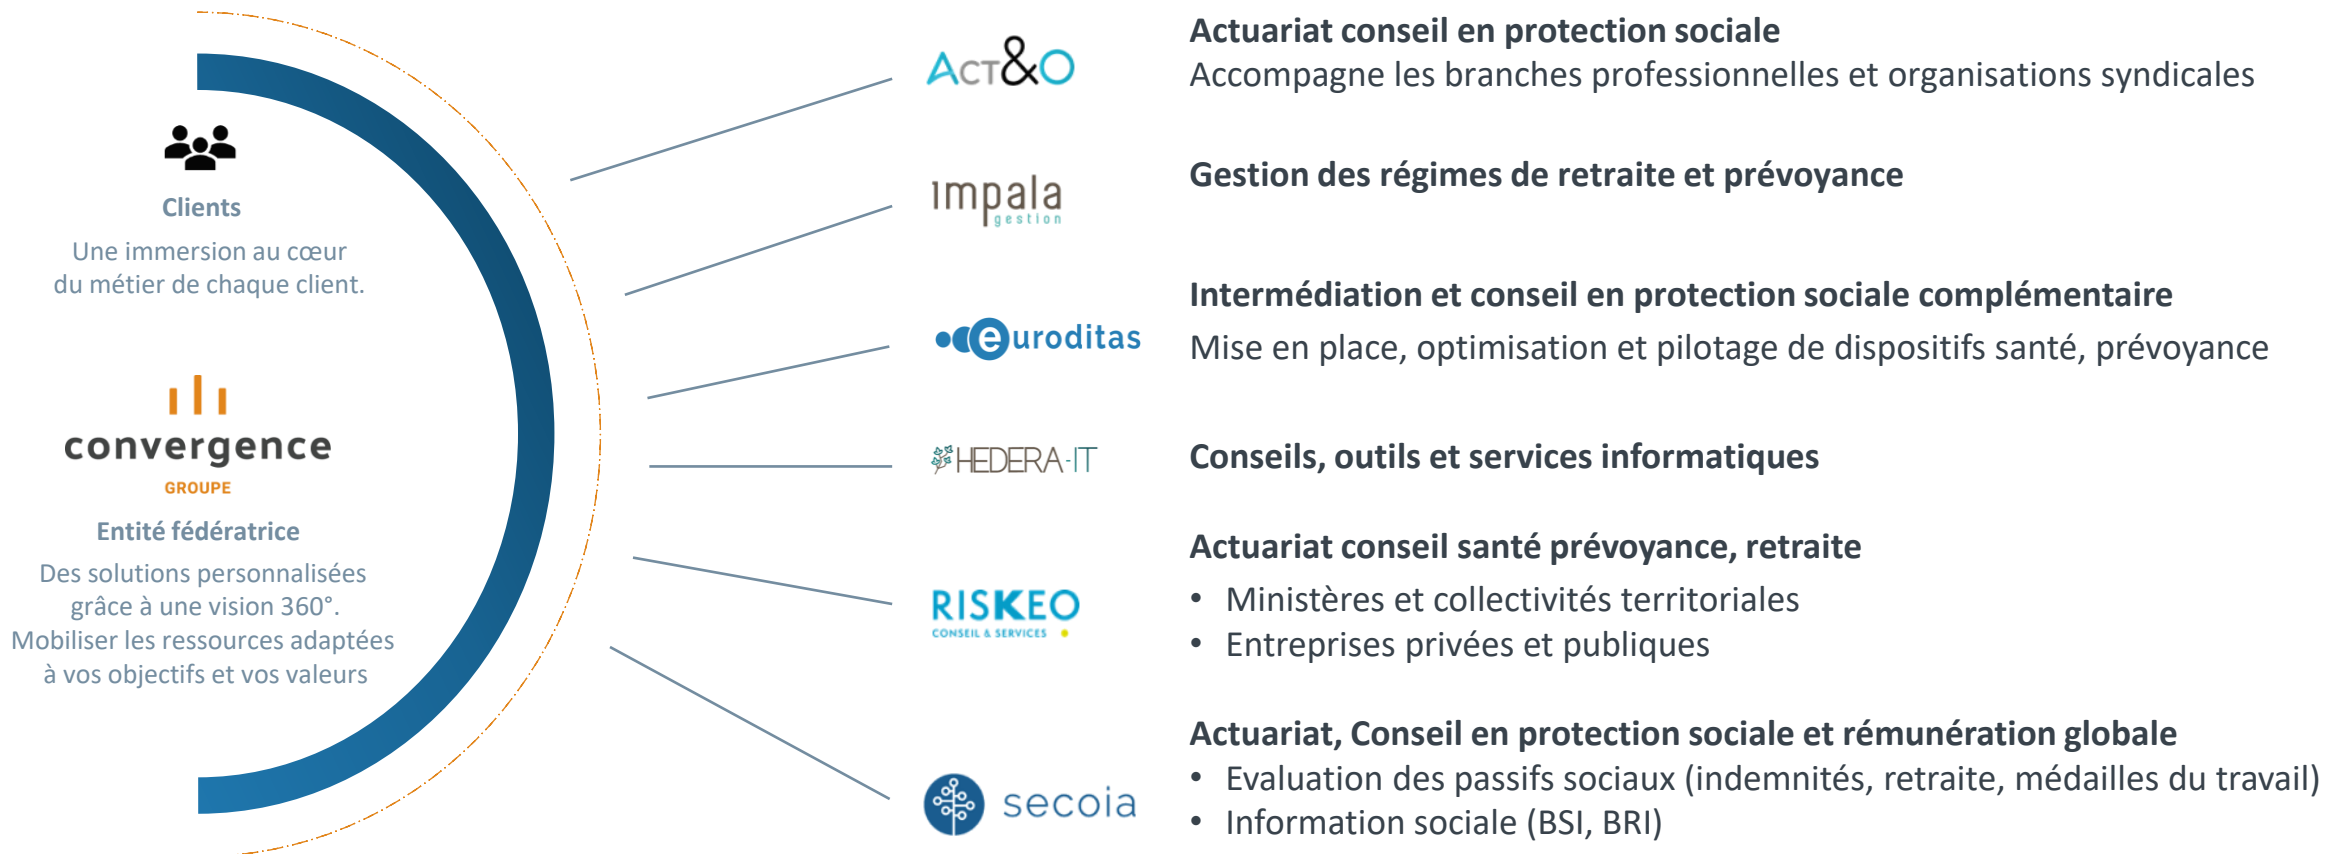 Clients
Une immersion au cœur
du métier de chaque client.
convergence
GROUPE
Entité fédératrice
Des solutions personnalisées
grâce à une vision 360°.
Mobiliser les ressources adaptées
à vos objectifs et vos valeurs
ACT&O
Actuariat conseil en protection sociale
Accompagne les branches professionnelles et organisations syndicales
impala
gestion
Gestion des régimes de retraite et prévoyance
euroditas
Intermédiation et conseil en protection sociale complémentaire
Mise en place, optimisation et pilotage de dispositifs santé, prévoyance
HEDERA-IT
Conseils, outils et services informatiques
RISKEO
CONSEIL & SERVICES
Actuariat conseil santé prévoyance, retraite
• Ministères et collectivités territoriales
• Entreprises privées et publiques
secoia
Actuariat, Conseil en protection sociale et rémunération globale
• Evaluation des passifs sociaux (indemnités, retraite, médailles du travail)
• Information sociale (BSI, BRI)